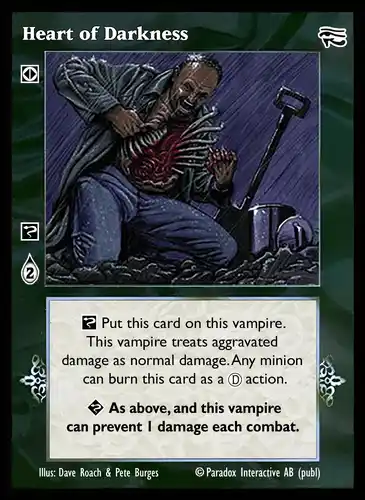 Heart of Darkness
2
Put this card on this vampire.
This vampire treats aggravated
damage as normal damage. Any minion
can burn this card as a Ⓓ action.
As above, and this vampire
can prevent 1 damage each combat.
Illus: Dave Roach & Pete Burges © Paradox Interactive AB (publ)